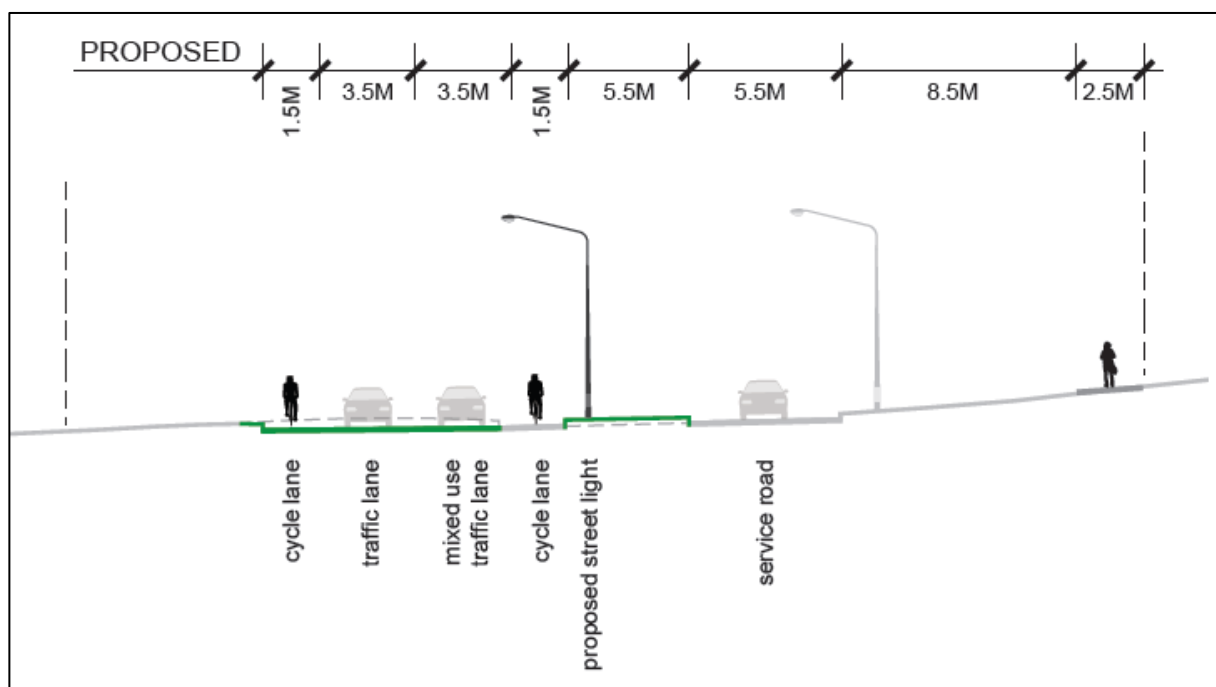 PROPOSED
1.5M
3.5M
3.5M
1.5M
5.5M
5.5M
8.5M
2.5M
cycle lane
traffic lane
mixed use
traffic lane
cycle lane
proposed street light
service road